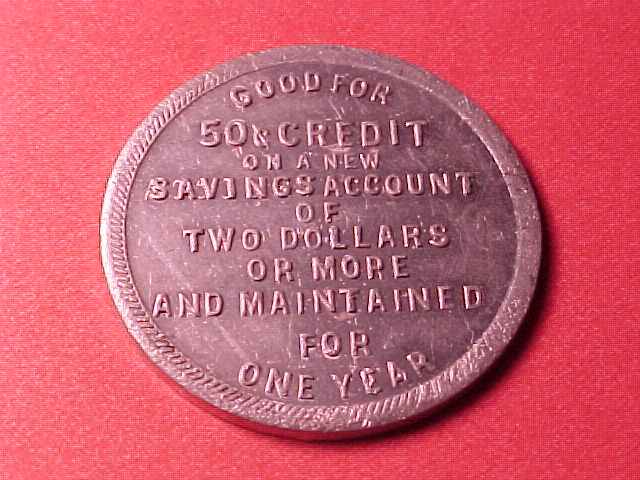 GOOD FOR
50¢ CREDIT
ON A NEW
SAVINGS ACCOUNT
OF
TWO DOLLARS
OR MORE
AND MAINTAINED
FOR
ONE YEAR